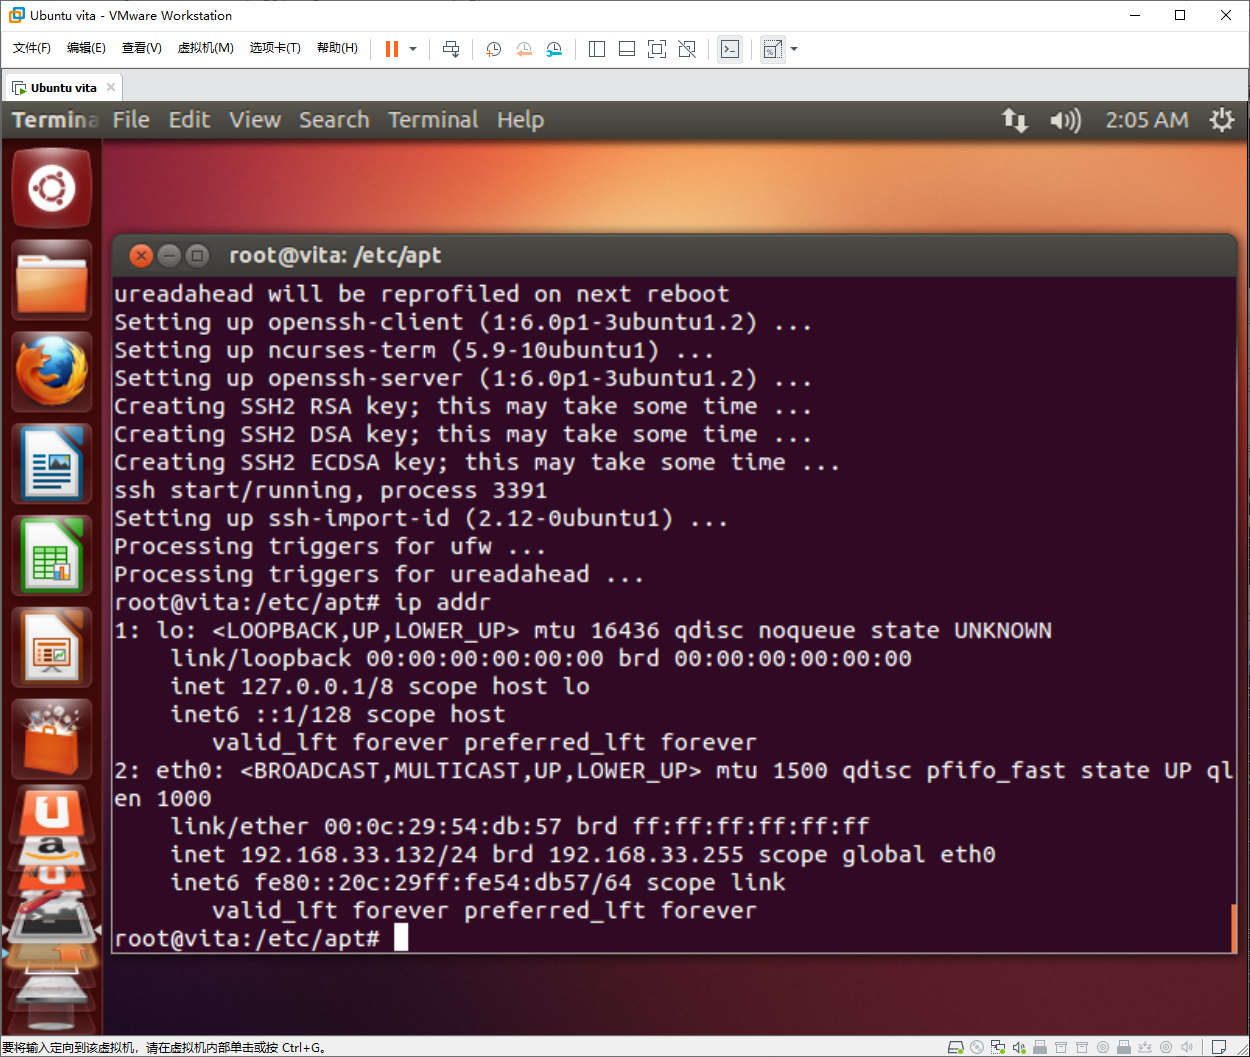 Ubuntu vita - VMware Workstation
文件(F) 编辑(E) 查看(V) 虚拟机(M) 选项卡(T) 帮助(H)
Ubuntu vita
Termina File Edit View Search Terminal Help 2:05 AM
root@vita: /etc/apt
ureadahead will be reprofiled on next reboot
Setting up openssh-client (1:6.0p1-3ubuntu1.2) ...
Setting up ncurses-term (5.9-10ubuntu1) ...
Setting up openssh-server (1:6.0p1-3ubuntu1.2) ...
Creating SSH2 RSA key; this may take some time ...
Creating SSH2 DSA key; this may take some time ...
Creating SSH2 ECDSA key; this may take some time ...
ssh start/running, process 3391
Setting up ssh-import-id (2.12-0ubuntu1) ...
Processing triggers for ufw ...
Processing triggers for ureadahead ...
root@vita:/etc/apt# ip addr
1: lo: <LOOPBACK,UP,LOWER_UP> mtu 16436 qdisc noqueue state UNKNOWN
    link/loopback 00:00:00:00:00:00 brd 00:00:00:00:00:00
    inet 127.0.0.1/8 scope host lo
    inet6 ::1/128 scope host
       valid_lft forever preferred_lft forever
2: eth0: <BROADCAST,MULTICAST,UP,LOWER_UP> mtu 1500 qdisc pfifo_fast state UP ql
en 1000
    link/ether 00:0c:29:54:db:57 brd ff:ff:ff:ff:ff:ff
    inet 192.168.33.132/24 brd 192.168.33.255 scope global eth0
    inet6 fe80::20c:29ff:fe54:db57/64 scope link
       valid_lft forever preferred_lft forever
root@vita:/etc/apt#
要将输入定向到该虚拟机，请在虚拟机内部单击或按 Ctrl+G。